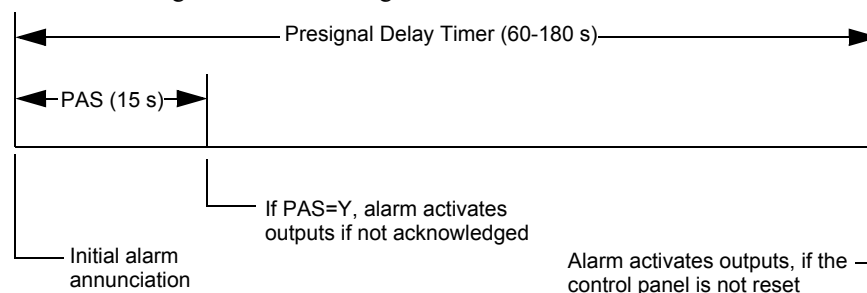 Presignal Delay Timer (60-180 s)
PAS (15 s)
If PAS=Y, alarm activates
outputs if not acknowledged
Initial alarm
annunciation
Alarm activates outputs, if the
control panel is not reset